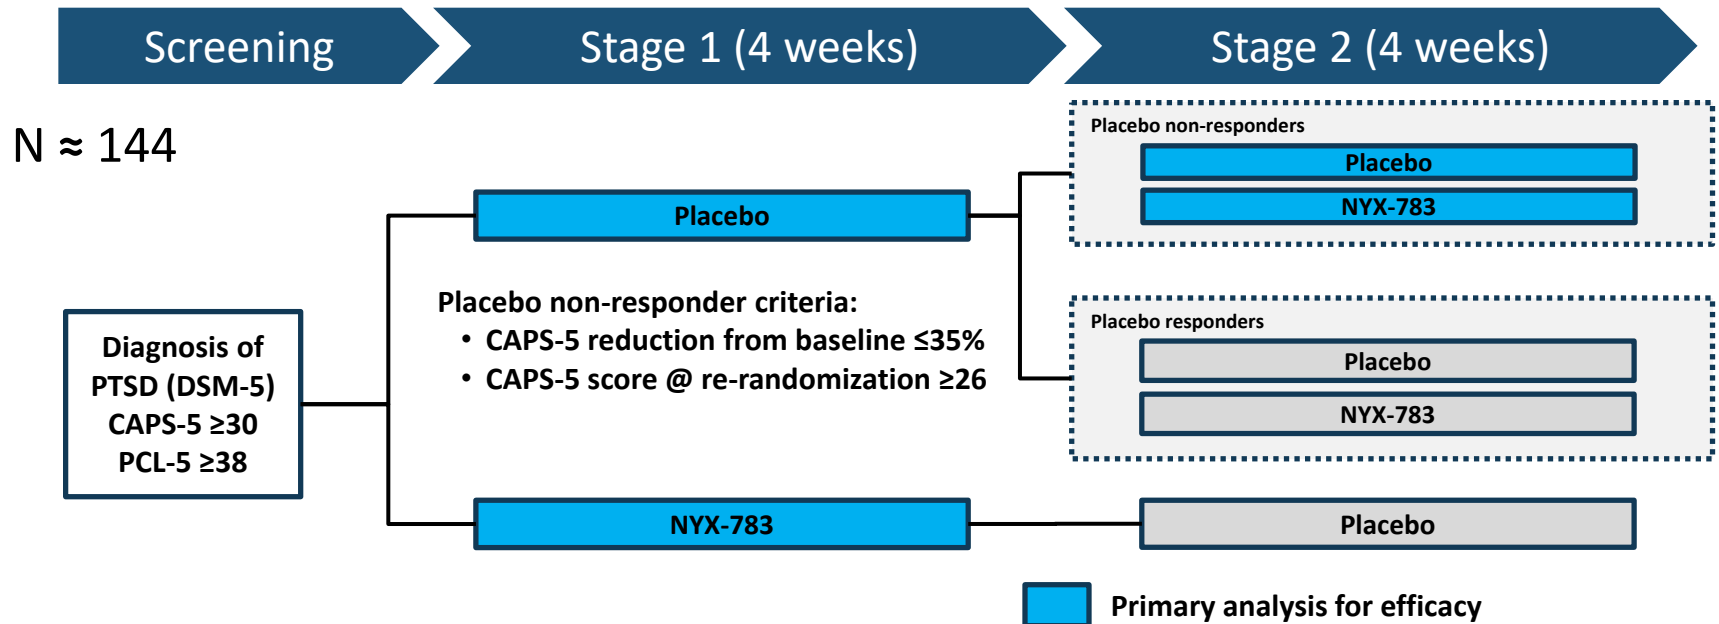 Screening
Stage 1 (4 weeks)
Stage 2 (4 weeks)
N ≈ 144
Placebo non-responders
Placebo
NYX-783
Placebo
Placebo non-responder criteria:
• CAPS-5 reduction from baseline ≤35%
• CAPS-5 score @ re-randomization ≥26
Placebo responders
Placebo
NYX-783
Diagnosis of
PTSD (DSM-5)
CAPS-5 ≥30
PCL-5 ≥38
NYX-783
Placebo
Primary analysis for efficacy